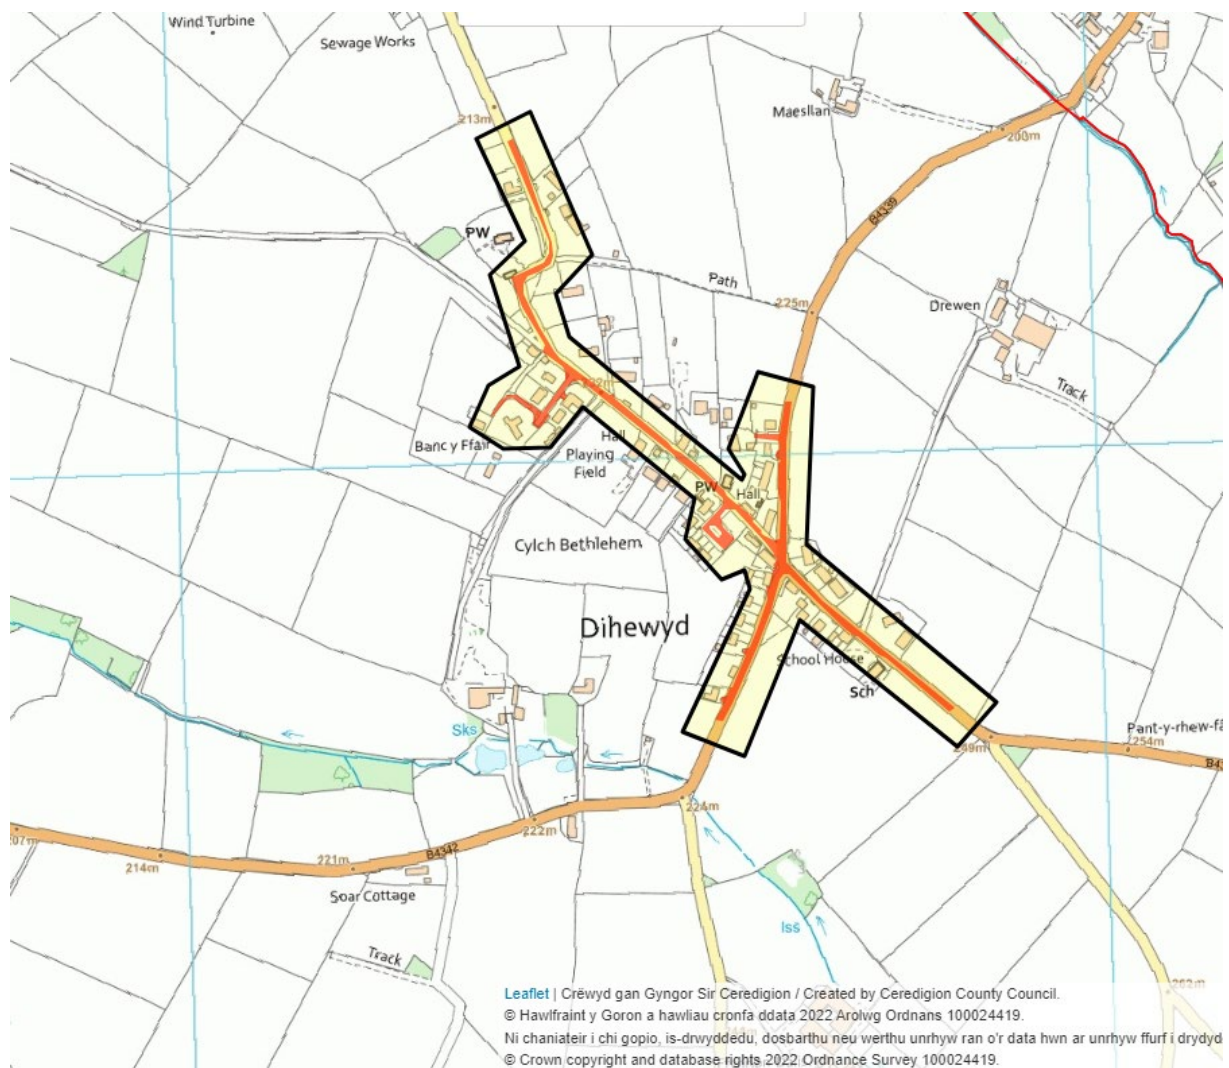 Wind Turbine
Sewage Works
213m
Maesllan
200m
B4339
PW
Path
225m
Drewen
Track
222m
Banc y Ffair
Hall
Playing
Field
PW
Hall
Cylch Bethlehem
Dihewyd
School House
Sch
Sks
249m
Pant-y-rhew-fa
254m
224m
222m
207m
214m
221m
B4342
Soar Cottage
Iss
Track
262m
Leaflet | Crëwyd gan Gyngor Sir Ceredigion / Created by Ceredigion County Council.
© Hawlfraint y Goron a hawliau cronfa ddata 2022 Arolwg Ordnans 100024419.
Ni chaniateir i chi gopio, is-drwyddedu, dosbarthu neu werthu unrhyw ran o'r data hwn ar unrhyw ffurf i drydyd
© Crown copyright and database rights 2022 Ordnance Survey 100024419.